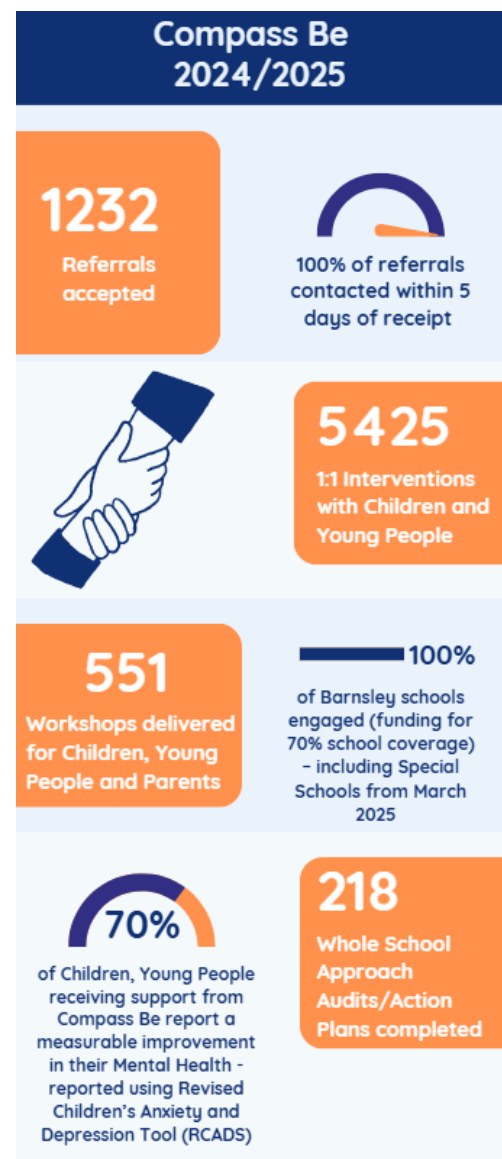 Compass Be
2024/2025
1232
Referrals
accepted
100% of referrals
contacted within 5
days of receipt
5425
1:1 Interventions
with Children and
Young People
551
Workshops delivered
for Children, Young
People and Parents
100%
of Barnsley schools
engaged (funding for
70% school coverage)
– including Special
Schools from March
2025
70%
of Children, Young People
receiving support from
Compass Be report a
measurable improvement
in their Mental Health -
reported using Revised
Children's Anxiety and
Depression Tool (RCADS)
218
Whole School
Approach
Audits/Action
Plans completed